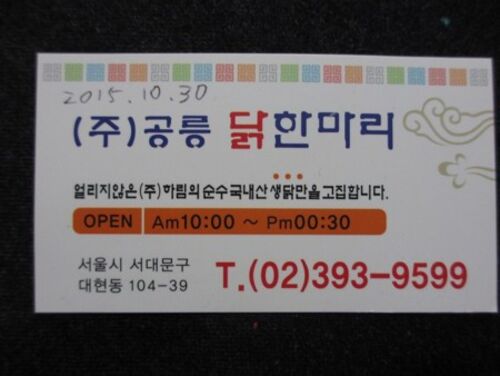 2015.10.30
(주)공릉 닭한마리
얼리지않은(주)하림의순수국내산생닭만을고집합니다.
OPEN Am10:00 ~ Pm00:30
서울시 서대문구
대현동 104-39
T.(02)393-9599